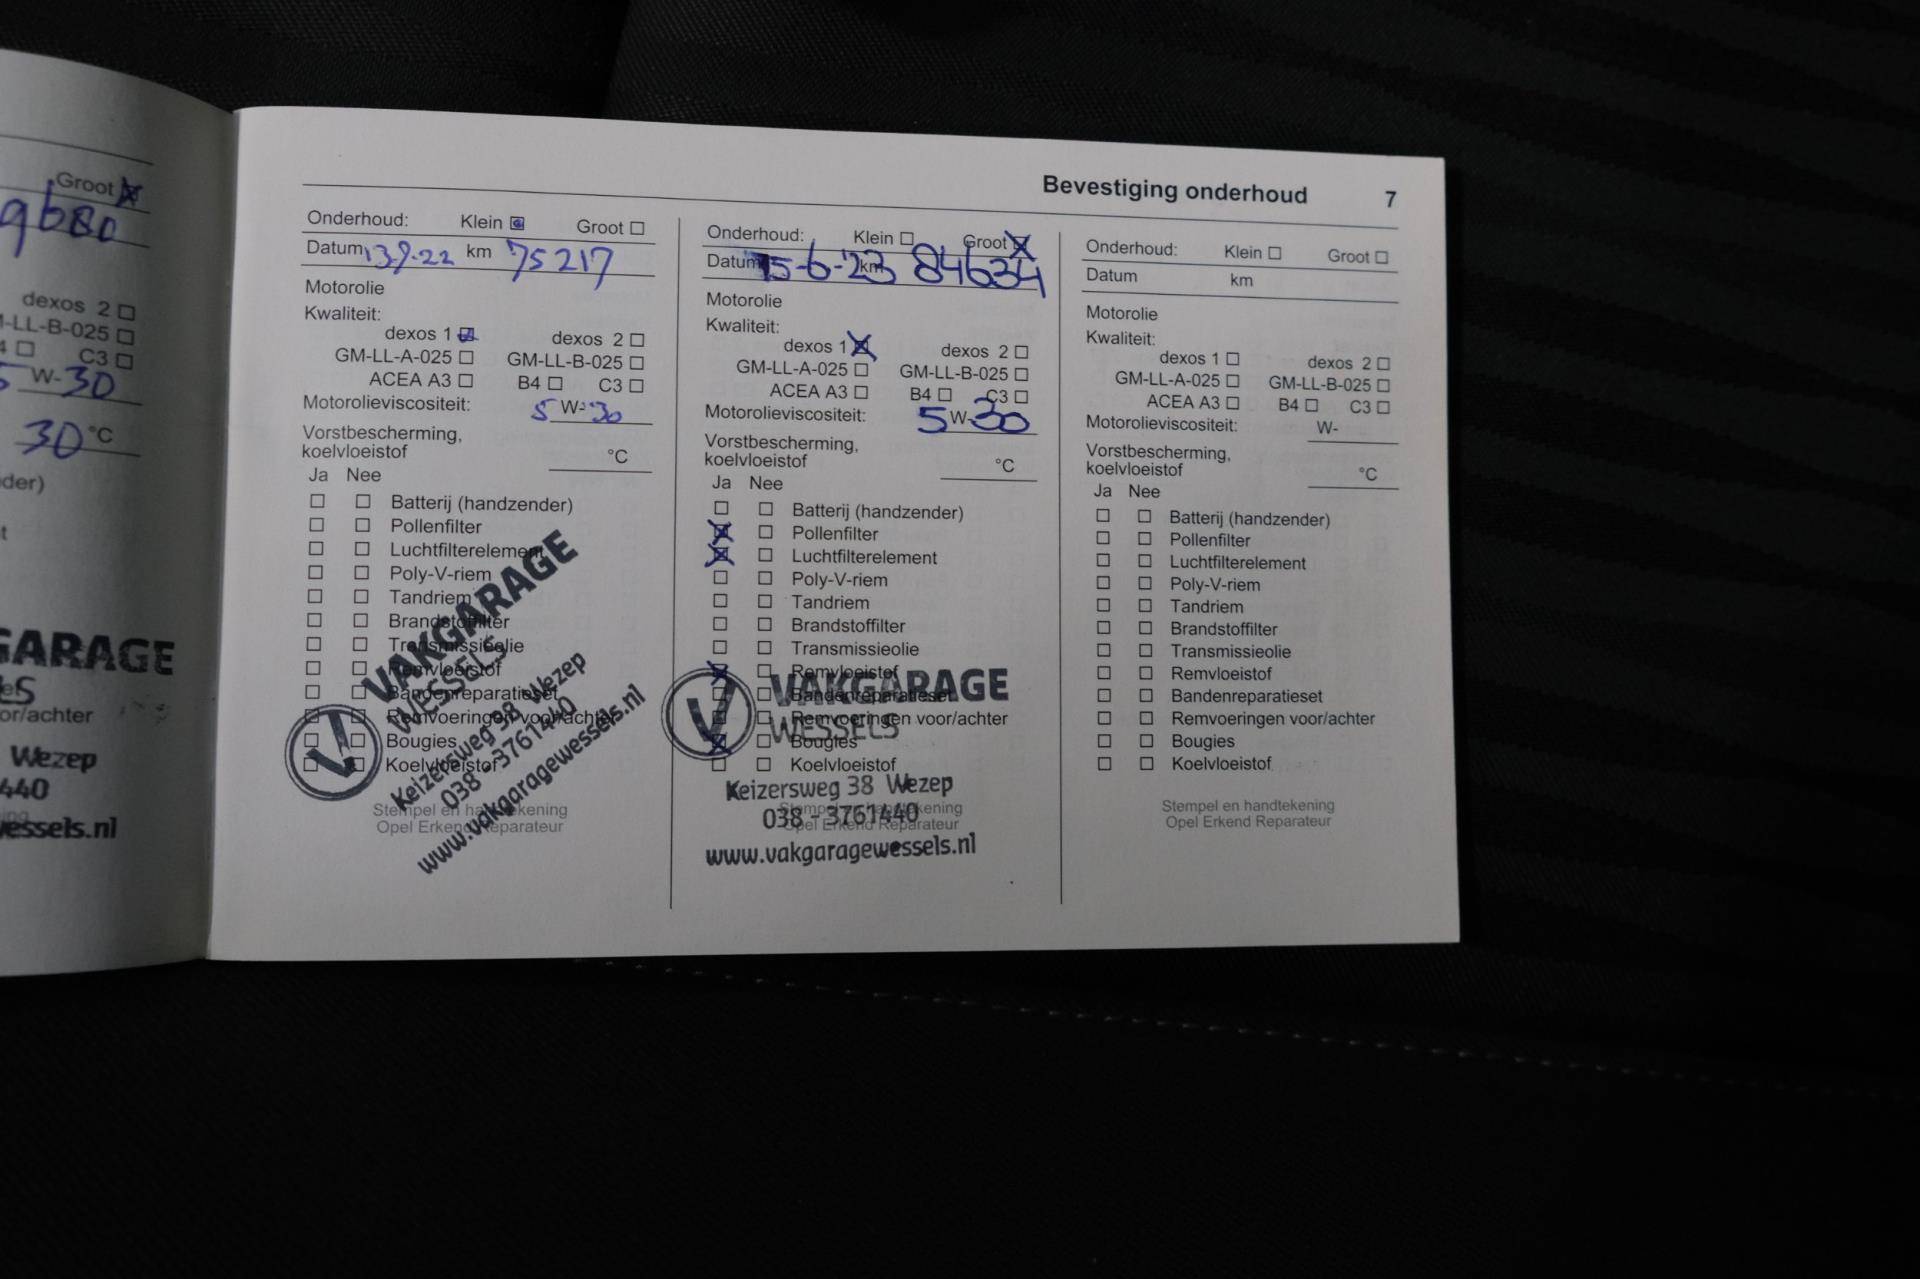 Groot
9680
dexos 2
-LL-B-025
C3
W-30
30 °C
der)
GARAGE
or/achter
Wezep
440
essels.nl
Bevestiging onderhoud 7
Onderhoud: Klein Groot
Datum 13-9-22 km 75217
Motorolie
Kwaliteit:
dexos 1 dexos 2
GM-LL-A-025 GM-LL-B-025
ACEA A3 B4 C3
Motorolieviscositeit: 5 W-30
Vorstbescherming,
koelvloeistof °C
Ja Nee
Batterij (handzender)
Pollenfilter
Luchtfilterelement
Poly-V-riem
Tandriem
Brandstoffilter
Transmissieolie
Remvloeistof
Bandenreparatieset
Remvoeringen voor/achter
Bougies
Koelvloeistof
Stempel en handtekening
Opel Erkend Reparateur
VAKGARAGE
WESSELS
Keizersweg 38 Wezep
038 - 3761440
www.vakgaragewessels.nl
Onderhoud: Klein Groot
Datum 15-6-23 km 84634
Motorolie
Kwaliteit:
dexos 1 dexos 2
GM-LL-A-025 GM-LL-B-025
ACEA A3 B4 C3
Motorolieviscositeit: 5 W-30
Vorstbescherming,
koelvloeistof °C
Ja Nee
Batterij (handzender)
Pollenfilter
Luchtfilterelement
Poly-V-riem
Tandriem
Brandstoffilter
Transmissieolie
Remvloeistof
Bandenreparatieset
Remvoeringen voor/achter
Bougies
Koelvloeistof
Stempel en handtekening
Opel Erkend Reparateur
VAKGARAGE
WESSELS
Keizersweg 38 Wezep
038 - 3761440
www.vakgaragewessels.nl
Onderhoud: Klein Groot
Datum km
Motorolie
Kwaliteit:
dexos 1 dexos 2
GM-LL-A-025 GM-LL-B-025
ACEA A3 B4 C3
Motorolieviscositeit: W-
Vorstbescherming,
koelvloeistof °C
Ja Nee
Batterij (handzender)
Pollenfilter
Luchtfilterelement
Poly-V-riem
Tandriem
Brandstoffilter
Transmissieolie
Remvloeistof
Bandenreparatieset
Remvoeringen voor/achter
Bougies
Koelvloeistof
Stempel en handtekening
Opel Erkend Reparateur